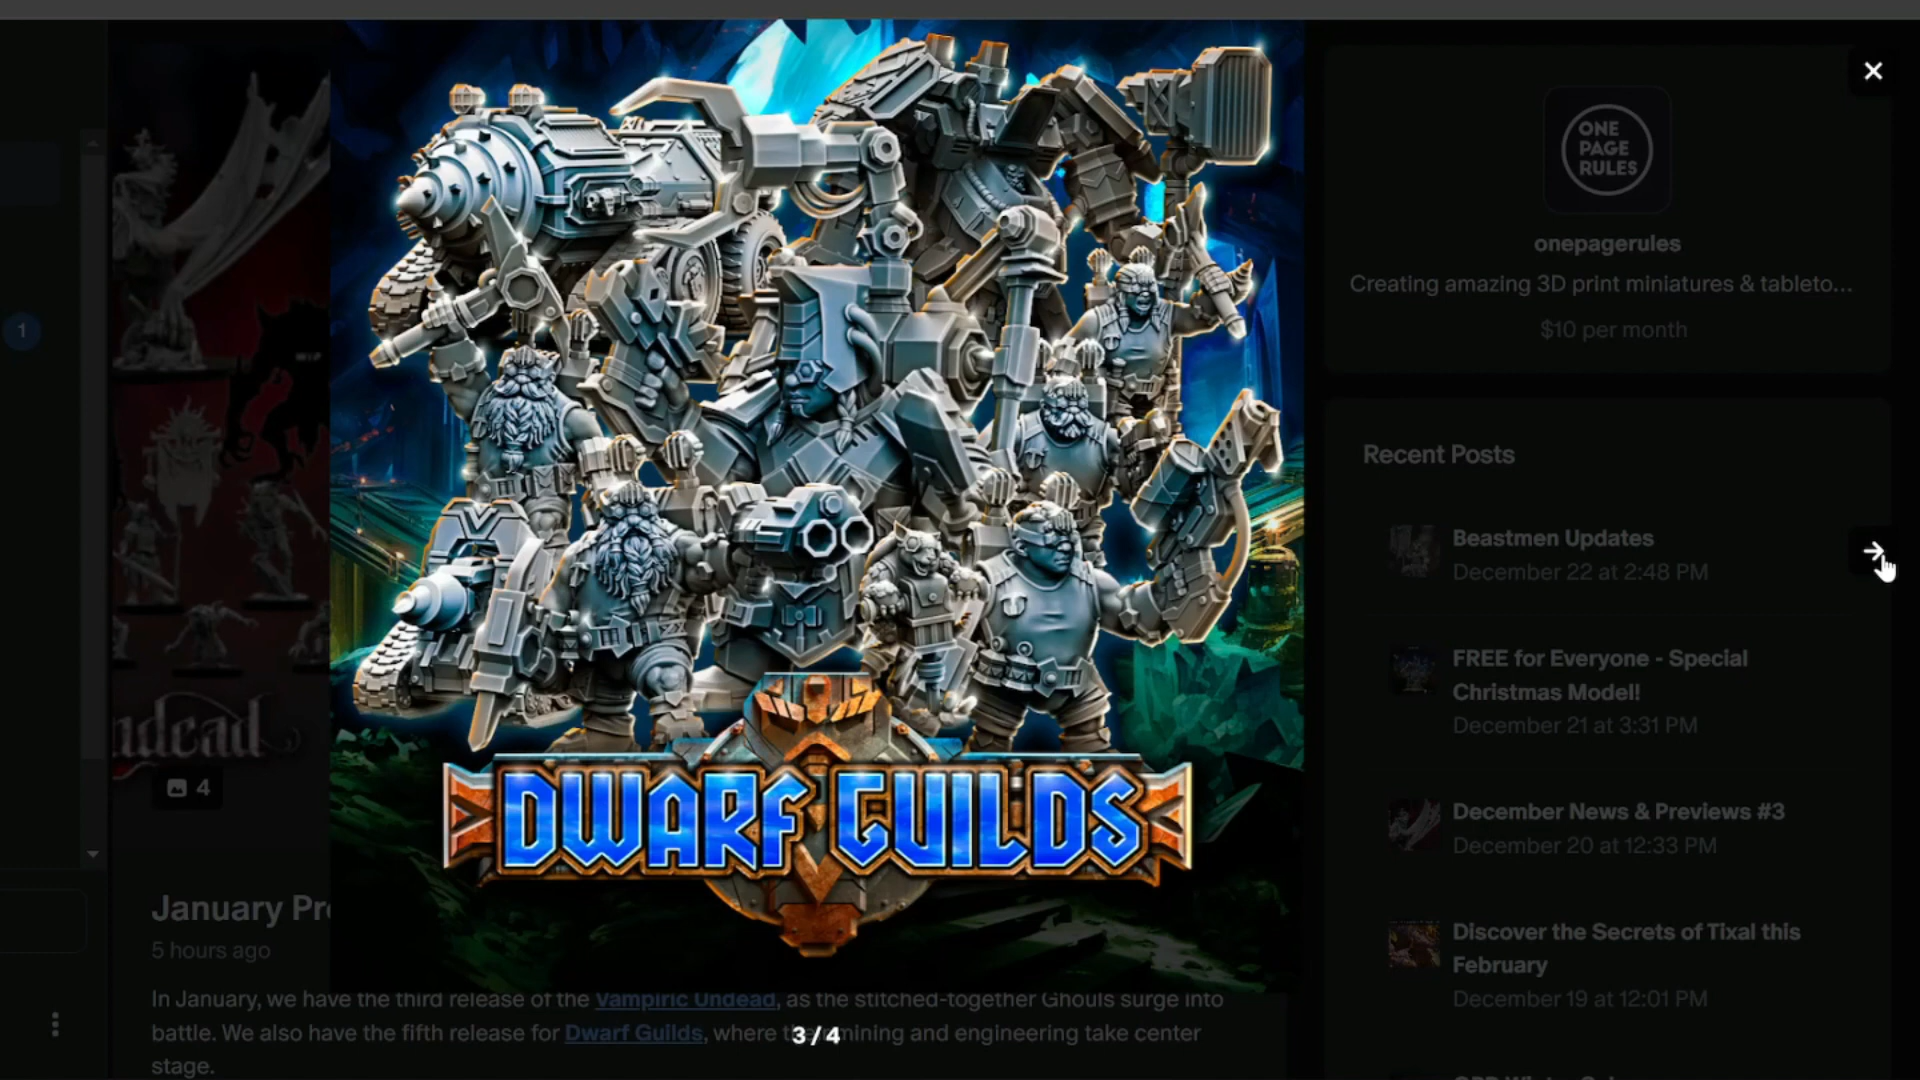 ONE
PAGE
RULES
onepagerules
Creating amazing 3D print miniatures & tableto...
$10 per month
1
Recent Posts
Beastmen Updates
December 22 at 2:48 PM
FREE for Everyone - Special
Christmas Model!
December 21 at 3:31 PM
December News & Previews #3
December 20 at 12:33 PM
Discover the Secrets of Tixal this
February
December 19 at 12:01 PM
ndead
4
DWARF GUILDS
January Pr
5 hours ago
In January, we have the third release of the Vampiric Undead, as the stitched-together Ghouls surge into
battle. We also have the fifth release for Dwarf Guilds, where mining and engineering take center
stage.
3 / 4